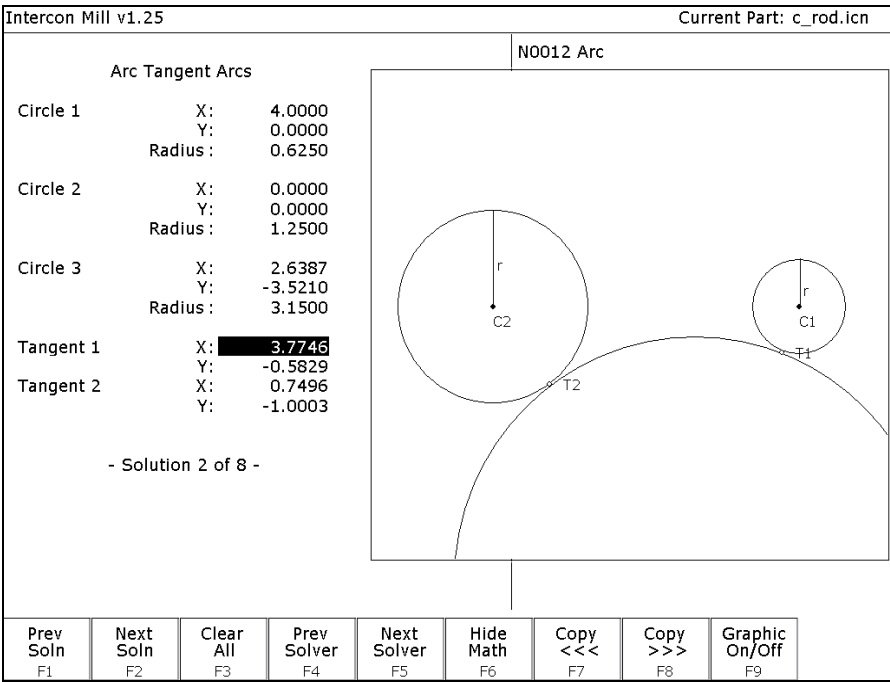 Intercon Mill v1.25 Current Part: c_rod.icn
N0012 Arc
Arc Tangent Arcs
Circle 1 X: 4.0000
Y: 0.0000
Radius : 0.6250
Circle 2 X: 0.0000
Y: 0.0000
Radius : 1.2500
Circle 3 X: 2.6387
Y: -3.5210
Radius : 3.1500
Tangent 1 X: 3.7746
Y: -0.5829
Tangent 2 X: 0.7496
Y: -1.0003
- Solution 2 of 8 -
r
C2
r
C1
T1
T2
Prev Soln F1
Next Soln F2
Clear All F3
Prev Solver F4
Next Solver F5
Hide Math F6
Copy <<< F7
Copy >>> F8
Graphic On/Off F9